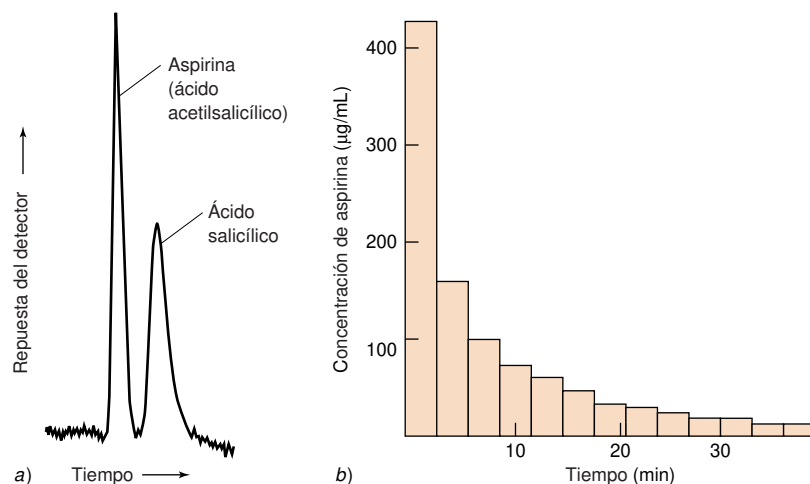 Aspirina
(ácido
acetilsalicílico)
Ácido
salicílico
Repuesta del detector
a) Tiempo
Concentración de aspirina (µg/mL)
400
300
200
100
10 20 30
b) Tiempo (min)